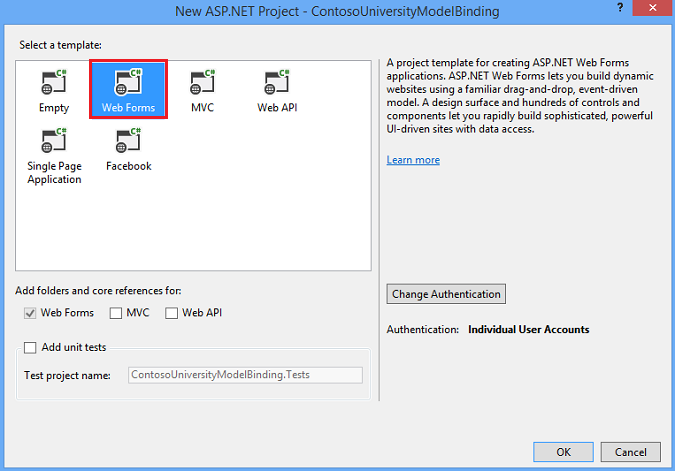 New ASP.NET Project - ContosoUniversityModelBinding
? ×
Select a template:
C# C# C# C#
Empty Web Forms MVC Web API
C# C#
Single Page Facebook
Application
A project template for creating ASP.NET Web Forms
applications. ASP.NET Web Forms lets you build dynamic
websites using a familiar drag-and-drop, event-driven
model. A design surface and hundreds of controls and
components let you rapidly build sophisticated, powerful
UI-driven sites with data access.
Learn more
Add folders and core references for:
Web Forms MVC Web API
Add unit tests
Test project name: ContosoUniversityModelBinding.Tests
Change Authentication
Authentication: Individual User Accounts
OK Cancel